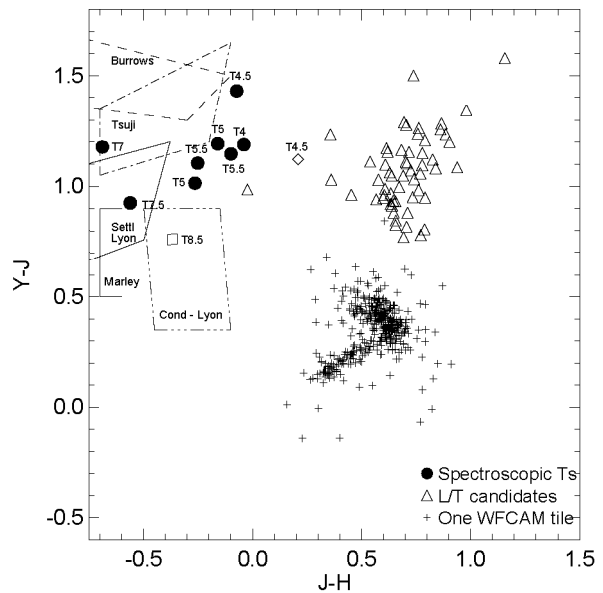 Burrows
T4.5
Tsuji
T7
T5
T4
T5.5
T5.5
T4.5
T5
T7.5
Settl
Lyon
T8.5
Marley
Cond - Lyon
Spectroscopic Ts
L/T candidates
One WFCAM tile
1.5
1.0
0.5
0.0
-0.5
Y-J
-0.5
0.0
0.5
1.0
1.5
J-H